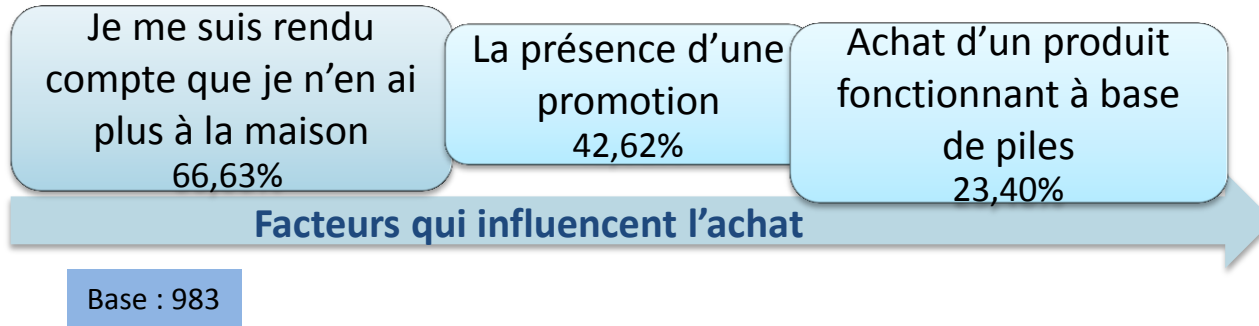 Je me suis rendu
compte que je n’en ai
plus à la maison
66,63%
La présence d’une
promotion
42,62%
Achat d’un produit
fonctionnant à base
de piles
23,40%
Facteurs qui influencent l’achat
Base : 983